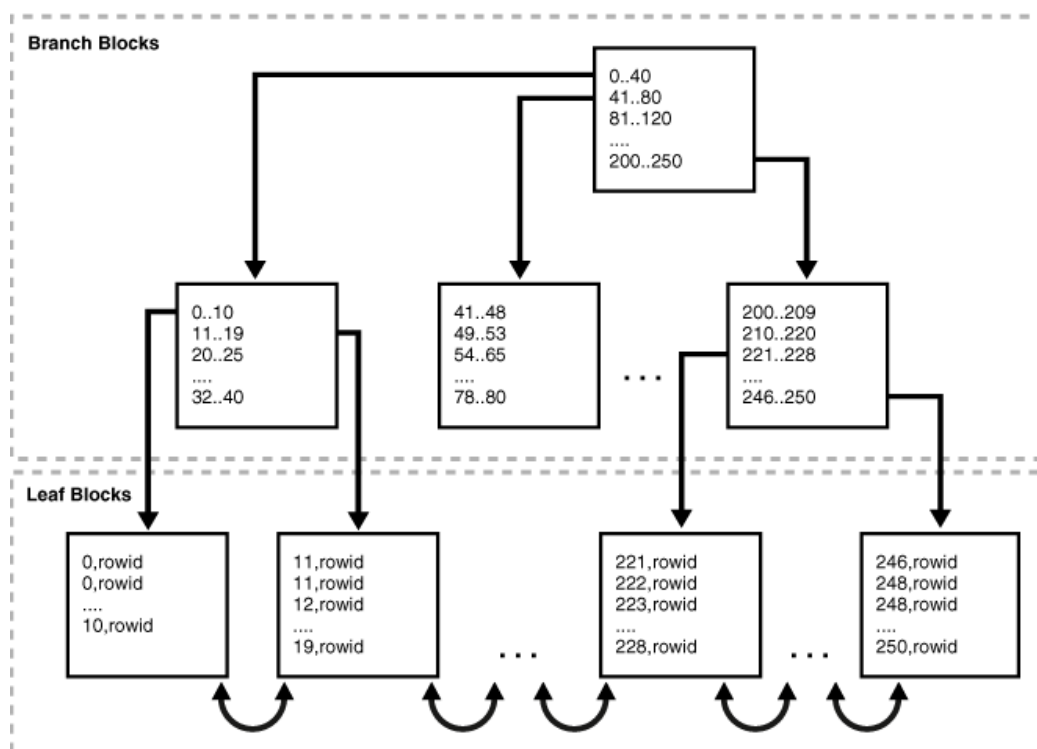 Branch Blocks
0..40
41..80
81..120
....
200..250
0..10
11..19
20..25
....
32..40
41..48
49..53
54..65
....
78..80
...
200..209
210..220
221..228
....
246..250
Leaf Blocks
0,rowid
0,rowid
....
10,rowid
11,rowid
11,rowid
12,rowid
....
19,rowid
...
221,rowid
222,rowid
223,rowid
....
228,rowid
...
246,rowid
248,rowid
248,rowid
....
250,rowid